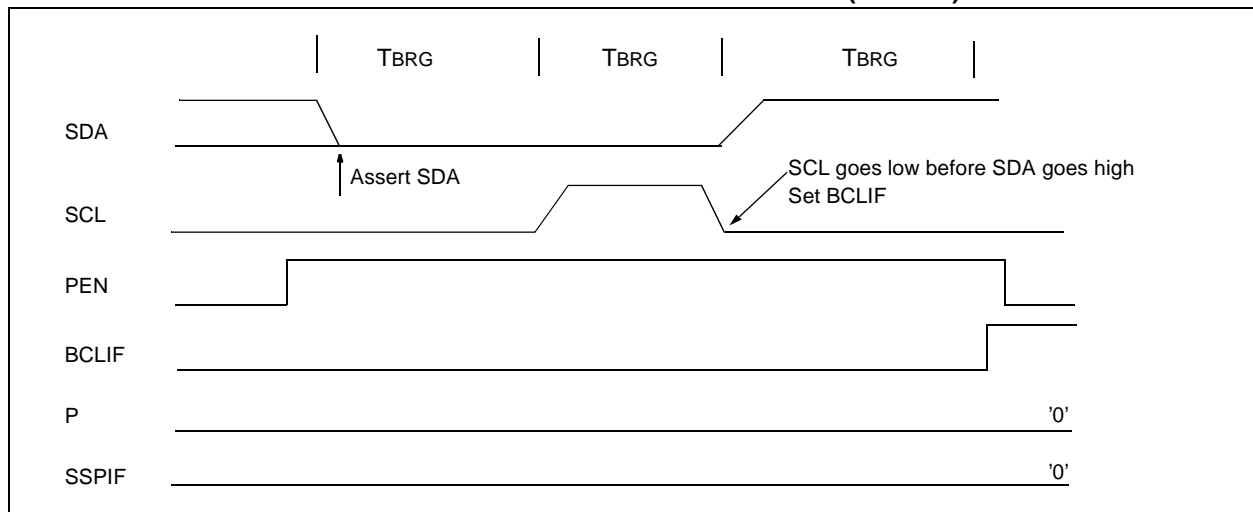 TBRG TBRG TBRG
SDA
Assert SDA
SCL goes low before SDA goes high
Set BCLIF
SCL
PEN
BCLIF
P '0'
SSPIF '0'